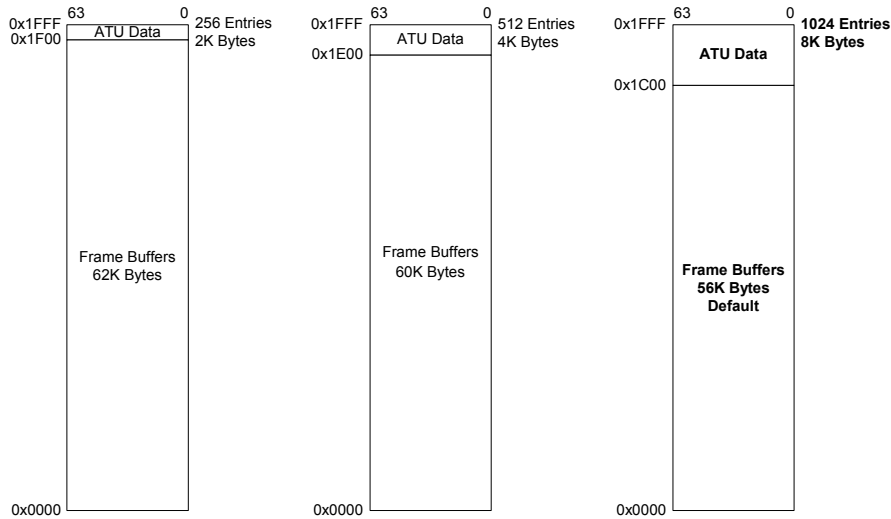 63 0
0x1FFF
0x1F00
ATU Data
256 Entries
2K Bytes
Frame Buffers
62K Bytes
0x0000
63 0
0x1FFF
0x1E00
ATU Data
512 Entries
4K Bytes
Frame Buffers
60K Bytes
0x0000
63 0
0x1FFF
0x1C00
ATU Data
1024 Entries
8K Bytes
Frame Buffers
56K Bytes
Default
0x0000